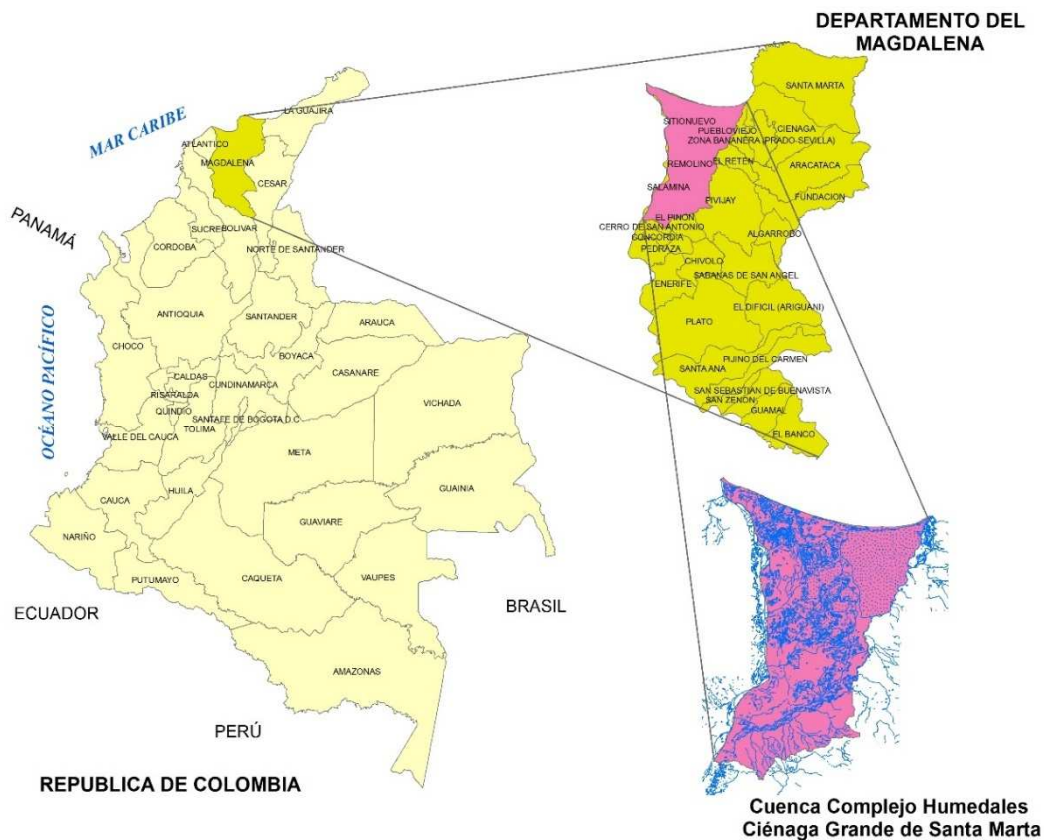 DEPARTAMENTO DEL
MAGDALENA
MAR CARIBE
LA GUAJIRA
ATLANTICO
MAGDALENA
CESAR
PANAMÁ
SUCRE
BOLIVAR
CORDOBA
NORTE DE SANTANDER
OCÉANO PACÍFICO
ANTIOQUIA
SANTANDER
ARAUCA
CHOCO
BOYACA
CASANARE
CALDAS
CUNDINAMARCA
RISARALDA
QUINDIO
VICHADA
SANTAFE DE BOGOTA D.C
TOLIMA
VALLE DEL CAUCA
META
GUAINIA
CAUCA
HUILA
GUAVIARE
NARIÑO
PUTUMAYO
CAQUETA
VAUPES
ECUADOR
BRASIL
AMAZONAS
PERÚ
REPUBLICA DE COLOMBIA
SANTA MARTA
SITIONUEVO
PUEBLOVIEJO
CIENAGA
ZONA BANANERA (PRADO-SEVILLA)
REMOLINO
EL RETEN
ARACATACA
SALAMINA
PIVIJAY
FUNDACION
EL PIÑON
CERRO DE SAN ANTONIO
CONCORDIA
ALGARROBO
PEDRAZA
CHIVOLO
SABANAS DE SAN ANGEL
TENERIFE
EL DIFICIL (ARIGUANI)
PLATO
PIJINO DEL CARMEN
SANTA ANA
SAN SEBASTIAN DE BUENAVISTA
SAN ZENON
GUAMAL
EL BANCO
Cuenca Complejo Humedales
Ciénaga Grande de Santa Marta